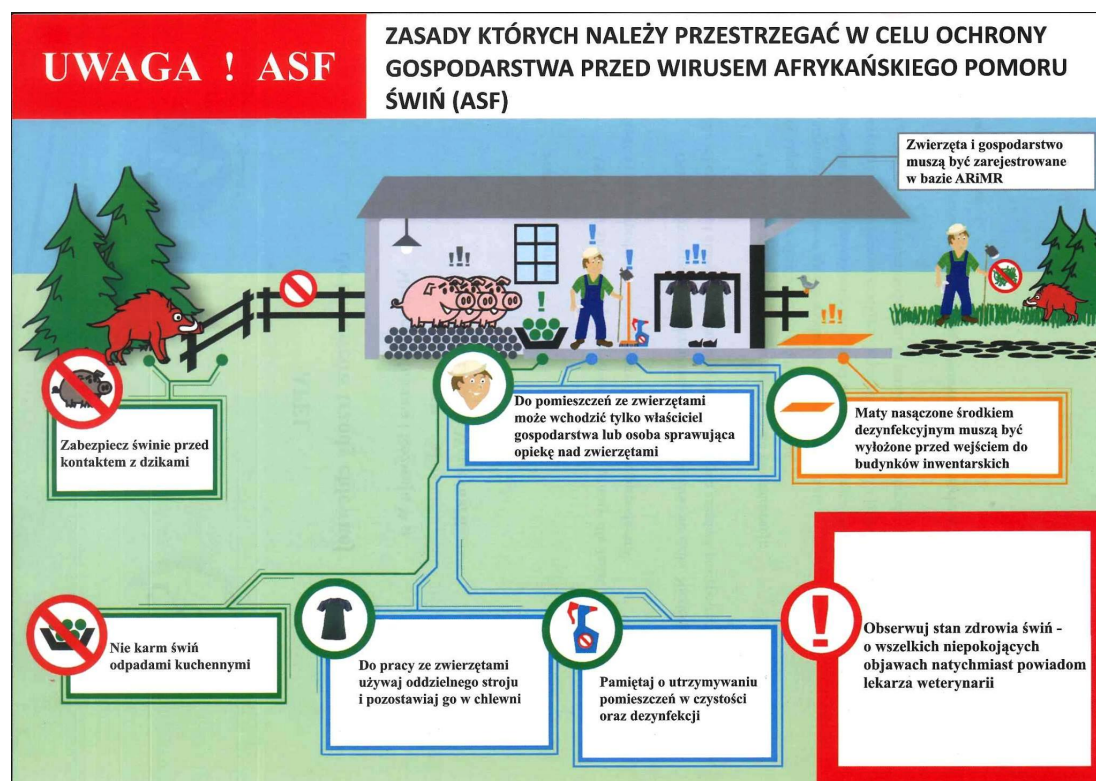 UWAGA ! ASF
ZASADY KTÓRYCH NALEŻY PRZESTRZEGAĆ W CELU OCHRONY
GOSPODARSTWA PRZED WIRUSEM AFRYKAŃSKIEGO POMORU
ŚWIŃ (ASF)
Zwierzęta i gospodarstwo
muszą być zarejestrowane
w bazie ARiMR
Zabezpiecz świnie przed
kontaktem z dzikami
Do pomieszczeń ze zwierzętami
może wchodzić tylko właściciel
gospodarstwa lub osoba sprawująca
opiekę nad zwierzętami
Maty nasączone środkiem
dezynfekcyjnym muszą być
wyłożone przed wejściem do
budynków inwentarskich
Nie karm świń
odpadami kuchennymi
Do pracy ze zwierzętami
używaj oddzielnego stroju
i pozostawiaj go w chlewni
Pamiętaj o utrzymywaniu
pomieszczeń w czystości
oraz dezynfekcji
Obserwuj stan zdrowia świń -
o wszelkich niepokojących
objawach natychmiast powiadom
lekarza weterynarii